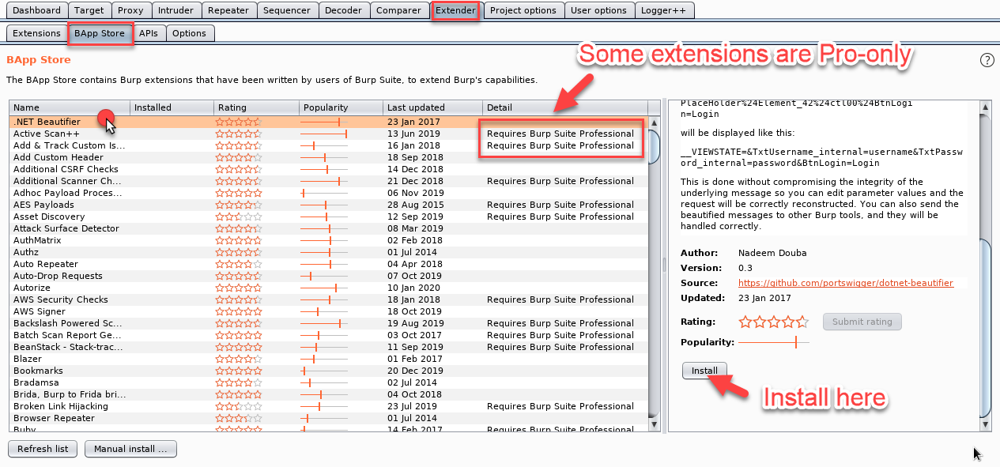 Dashboard Target Proxy Intruder Repeater Sequencer Decoder Comparer Extender Project options User options Logger++
Extensions BApp Store APIs Options
BApp Store
Some extensions are Pro-only
?
The BApp Store contains Burp extensions that have been written by users of Burp Suite, to extend Burp's capabilities.
Name Installed Rating Popularity Last updated Detail
.NET Beautifier 23 Jan 2017
Active Scan++ 13 Jun 2019 Requires Burp Suite Professional
Add & Track Custom Is... 16 Jan 2018 Requires Burp Suite Professional
Add Custom Header 18 Sep 2018
Additional CSRF Checks 14 Dec 2018
Additional Scanner Ch... 21 Dec 2018 Requires Burp Suite Professional
Adhoc Payload Proces... 06 Nov 2019
AES Payloads 28 Aug 2015 Requires Burp Suite Professional
Asset Discovery 12 Sep 2019 Requires Burp Suite Professional
Attack Surface Detector 08 Mar 2019
AuthMatrix 02 Feb 2018
Authz 01 Jul 2014
Auto Repeater 04 Apr 2018
Auto-Drop Requests 07 Oct 2019
Autorize 10 Jan 2020
AWS Security Checks 18 Jan 2018 Requires Burp Suite Professional
AWS Signer 18 Oct 2019
Backslash Powered Sc... 19 Aug 2019 Requires Burp Suite Professional
Batch Scan Report Ge... 03 Oct 2017 Requires Burp Suite Professional
BeanStack - Stack-trac... 11 Sep 2019 Requires Burp Suite Professional
Blazer 01 Feb 2017
Bookmarks 20 Dec 2019
Bradamsa 02 Jul 2014
Brida, Burp to Frida bri... 04 Oct 2018
Broken Link Hijacking 23 Jul 2019 Requires Burp Suite Professional
Browser Repeater 01 Jul 2014
Buby 14 Feb 2017 Requires Burp Suite Professional
PlaceHolder%24Element_42%24ctl00%24BtnLogi
n=Login
will be displayed like this:
__VIEWSTATE=&TxtUsername_internal=username&TxtPassw
ord_internal=password&BtnLogin=Login
This is done without compromising the integrity of the
underlying message so you can edit parameter values and the
request will be correctly reconstructed. You can also send the
beautified messages to other Burp tools, and they will be
handled correctly.
Author: Nadeem Douba
Version: 0.3
Source: https://github.com/portswigger/dotnet-beautifier
Updated: 23 Jan 2017
Rating: Submit rating
Popularity:
Install
Install here
Refresh list Manual install ...